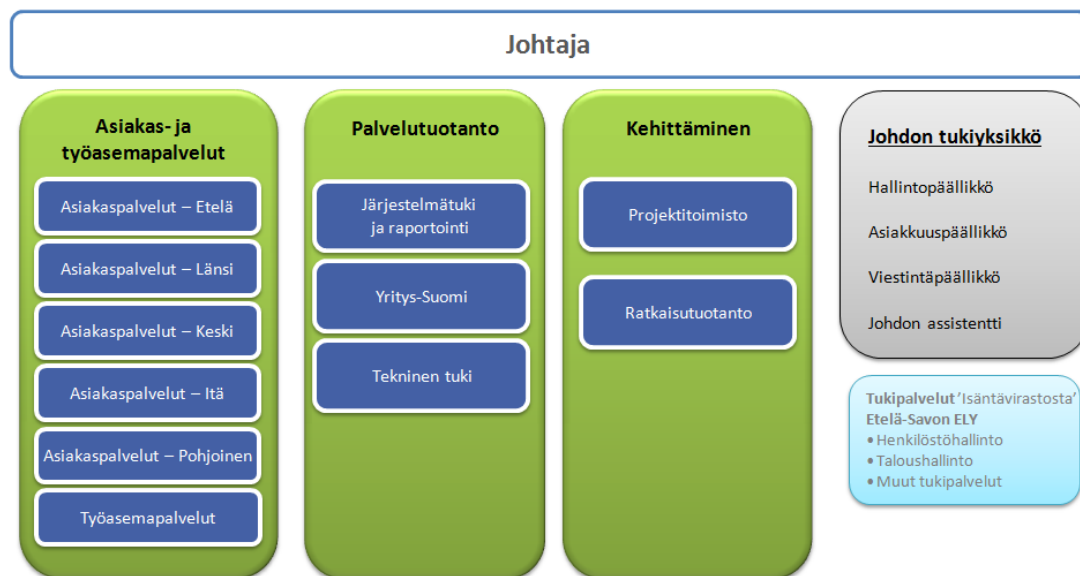 Johtaja
Asiakas- ja
työasemapalvelut
Asiakaspalvelut – Etelä
Asiakaspalvelut – Länsi
Asiakaspalvelut – Keski
Asiakaspalvelut – Itä
Asiakaspalvelut – Pohjoinen
Työasemapalvelut
Palvelutuotanto
Järjestelmätuki
ja raportointi
Yritys-Suomi
Tekninen tuki
Kehittäminen
Projektitoimisto
Ratkaisutuotanto
Johdon tukiyksikkö
Hallintopäällikkö
Asiakkuuspäällikkö
Viestintäpäällikkö
Johdon assistentti
Tukipalvelut 'Isäntävirastosta'
Etelä-Savon ELY
• Henkilöstöhallinto
• Taloushallinto
• Muut tukipalvelut